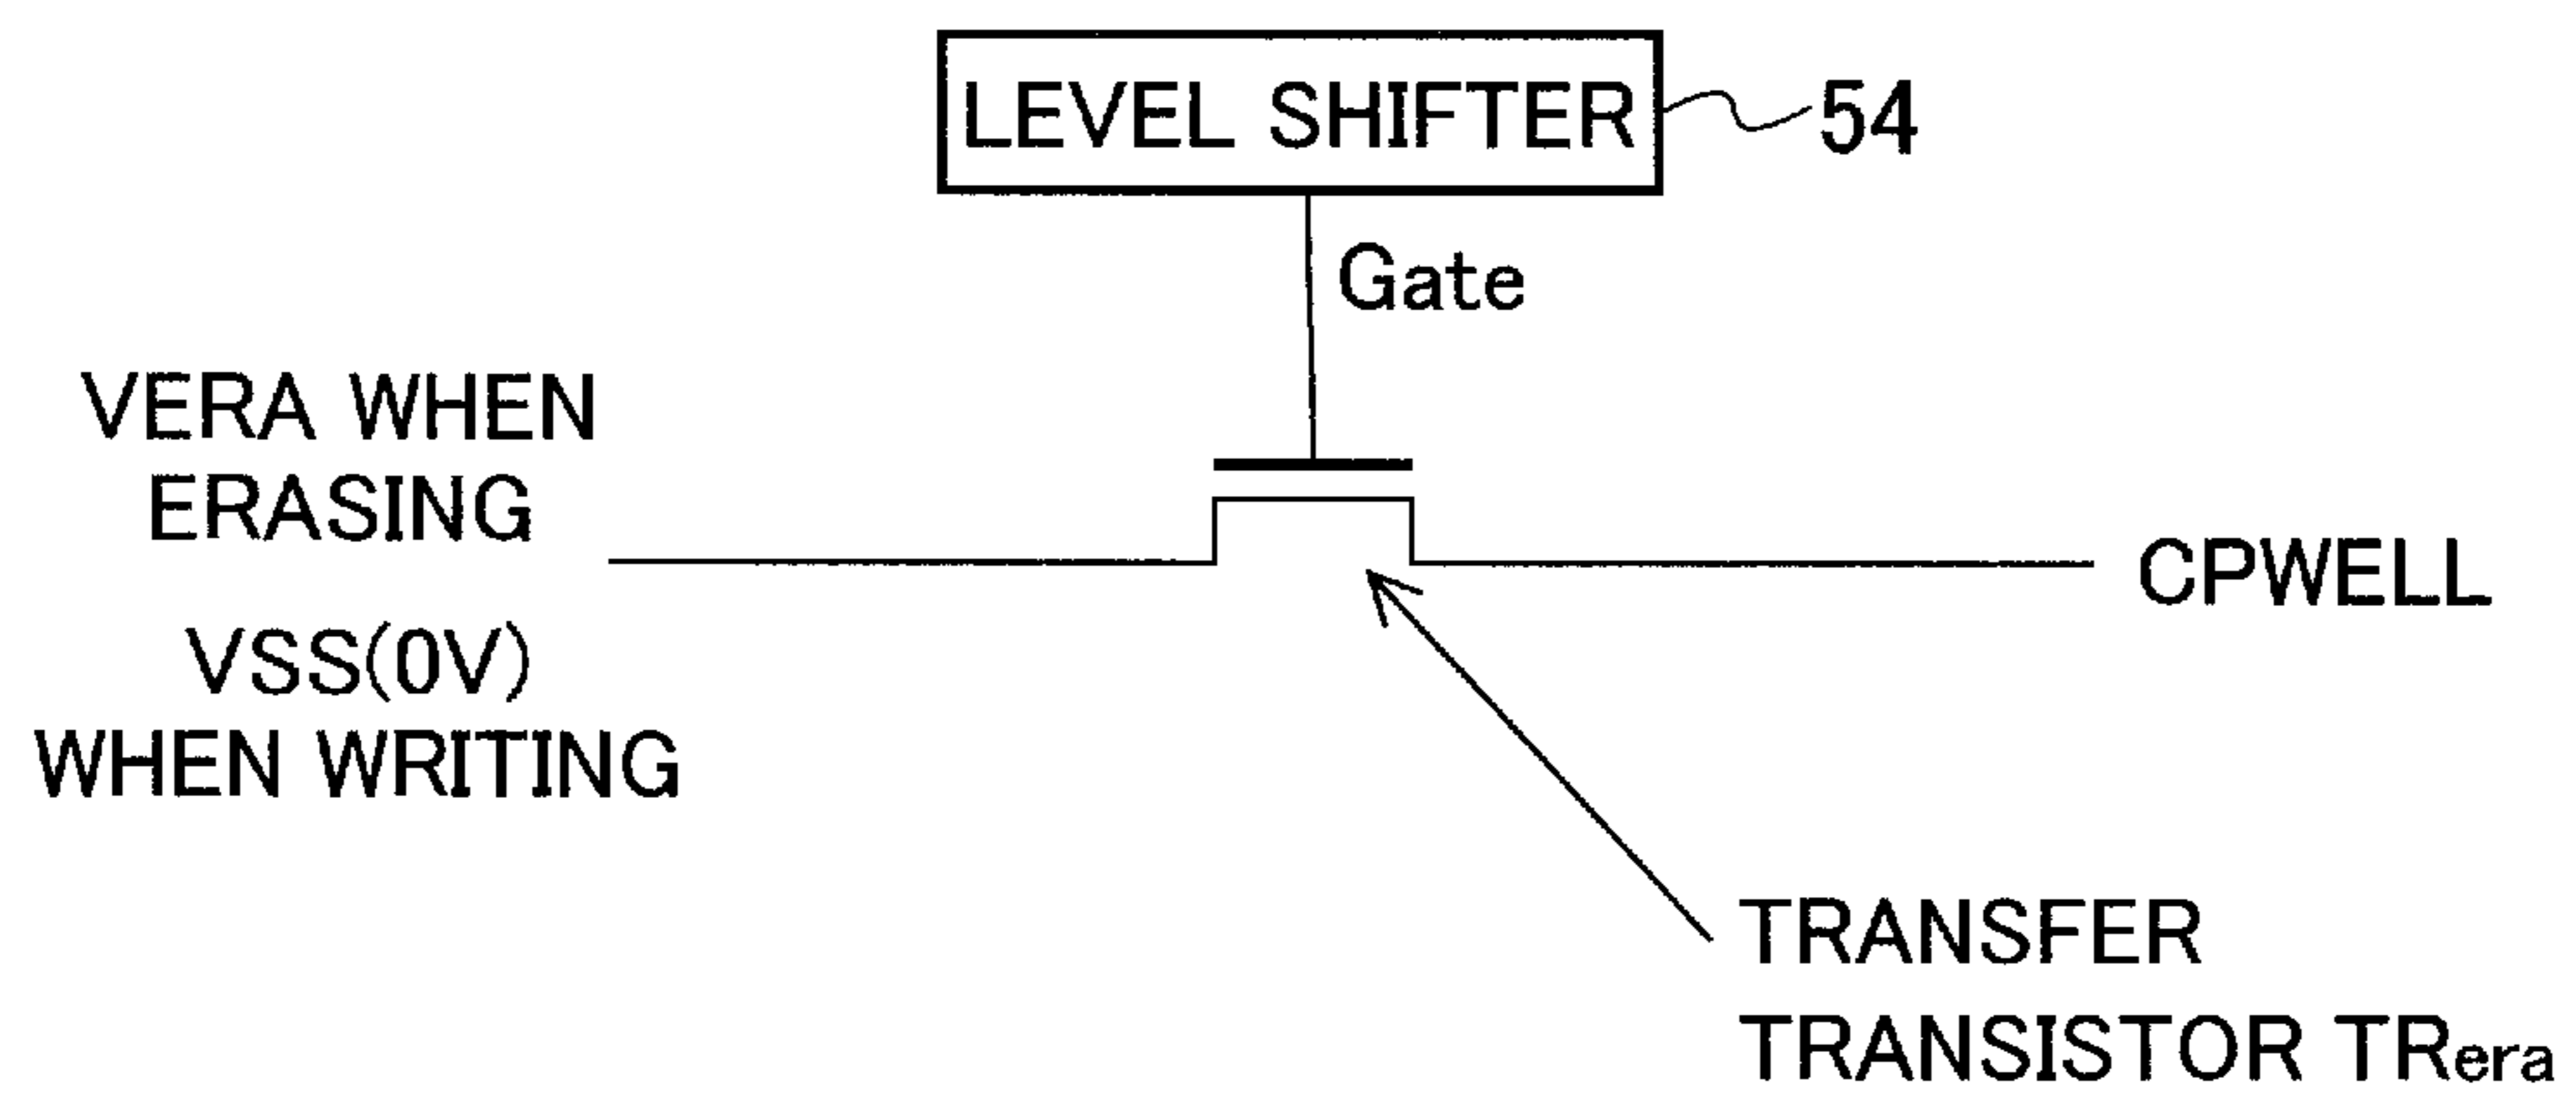 LEVEL SHIFTER
54
Gate
VERA WHEN
ERASING
VSS(0V)
WHEN WRITING
CPWELL
TRANSFER
TRANSISTOR TRera